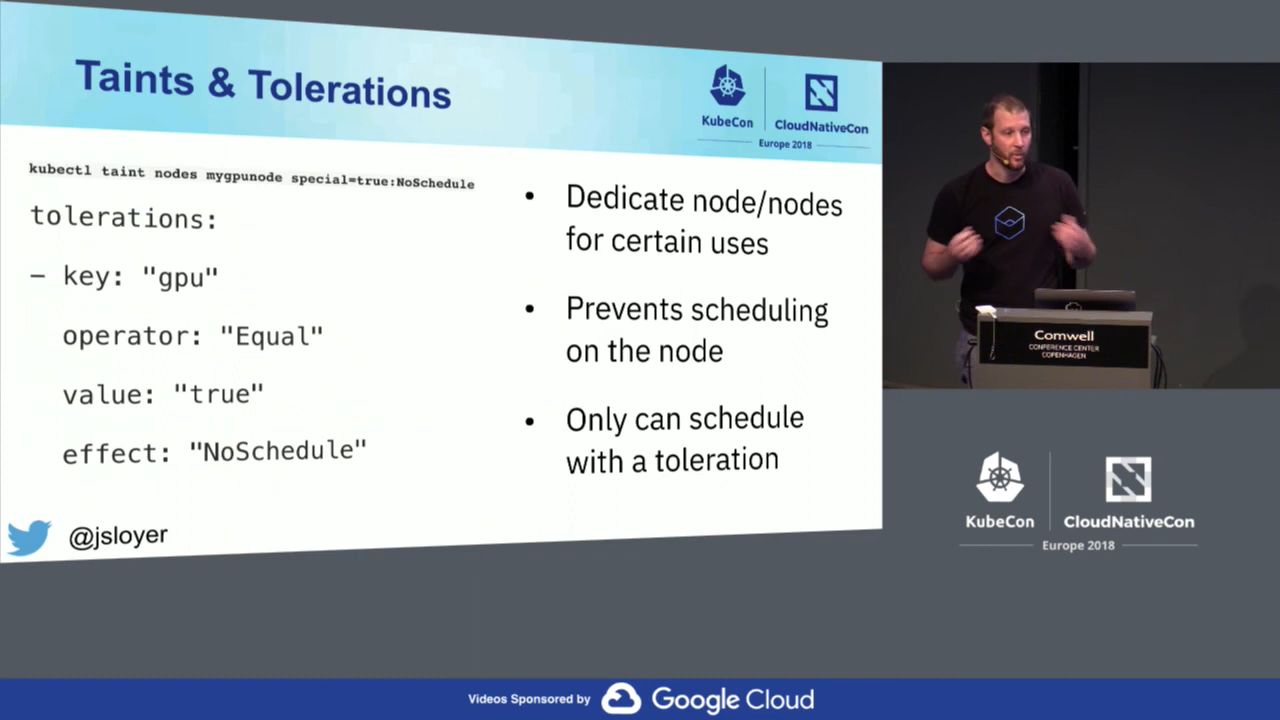 Taints & Tolerations
KubeCon
CloudNativeCon
Europe 2018
kubectl taint nodes mygpunode special=true:NoSchedule
tolerations:
– key: "gpu"
operator: "Equal"
value: "true"
effect: "NoSchedule"
• Dedicate node/nodes
for certain uses
• Prevents scheduling
on the node
• Only can schedule
with a toleration
@jsloyer
Comwell
CONFERENCE CENTER
COPENHAGEN
KubeCon
CloudNativeCon
Europe 2018
Videos Sponsored by Google Cloud